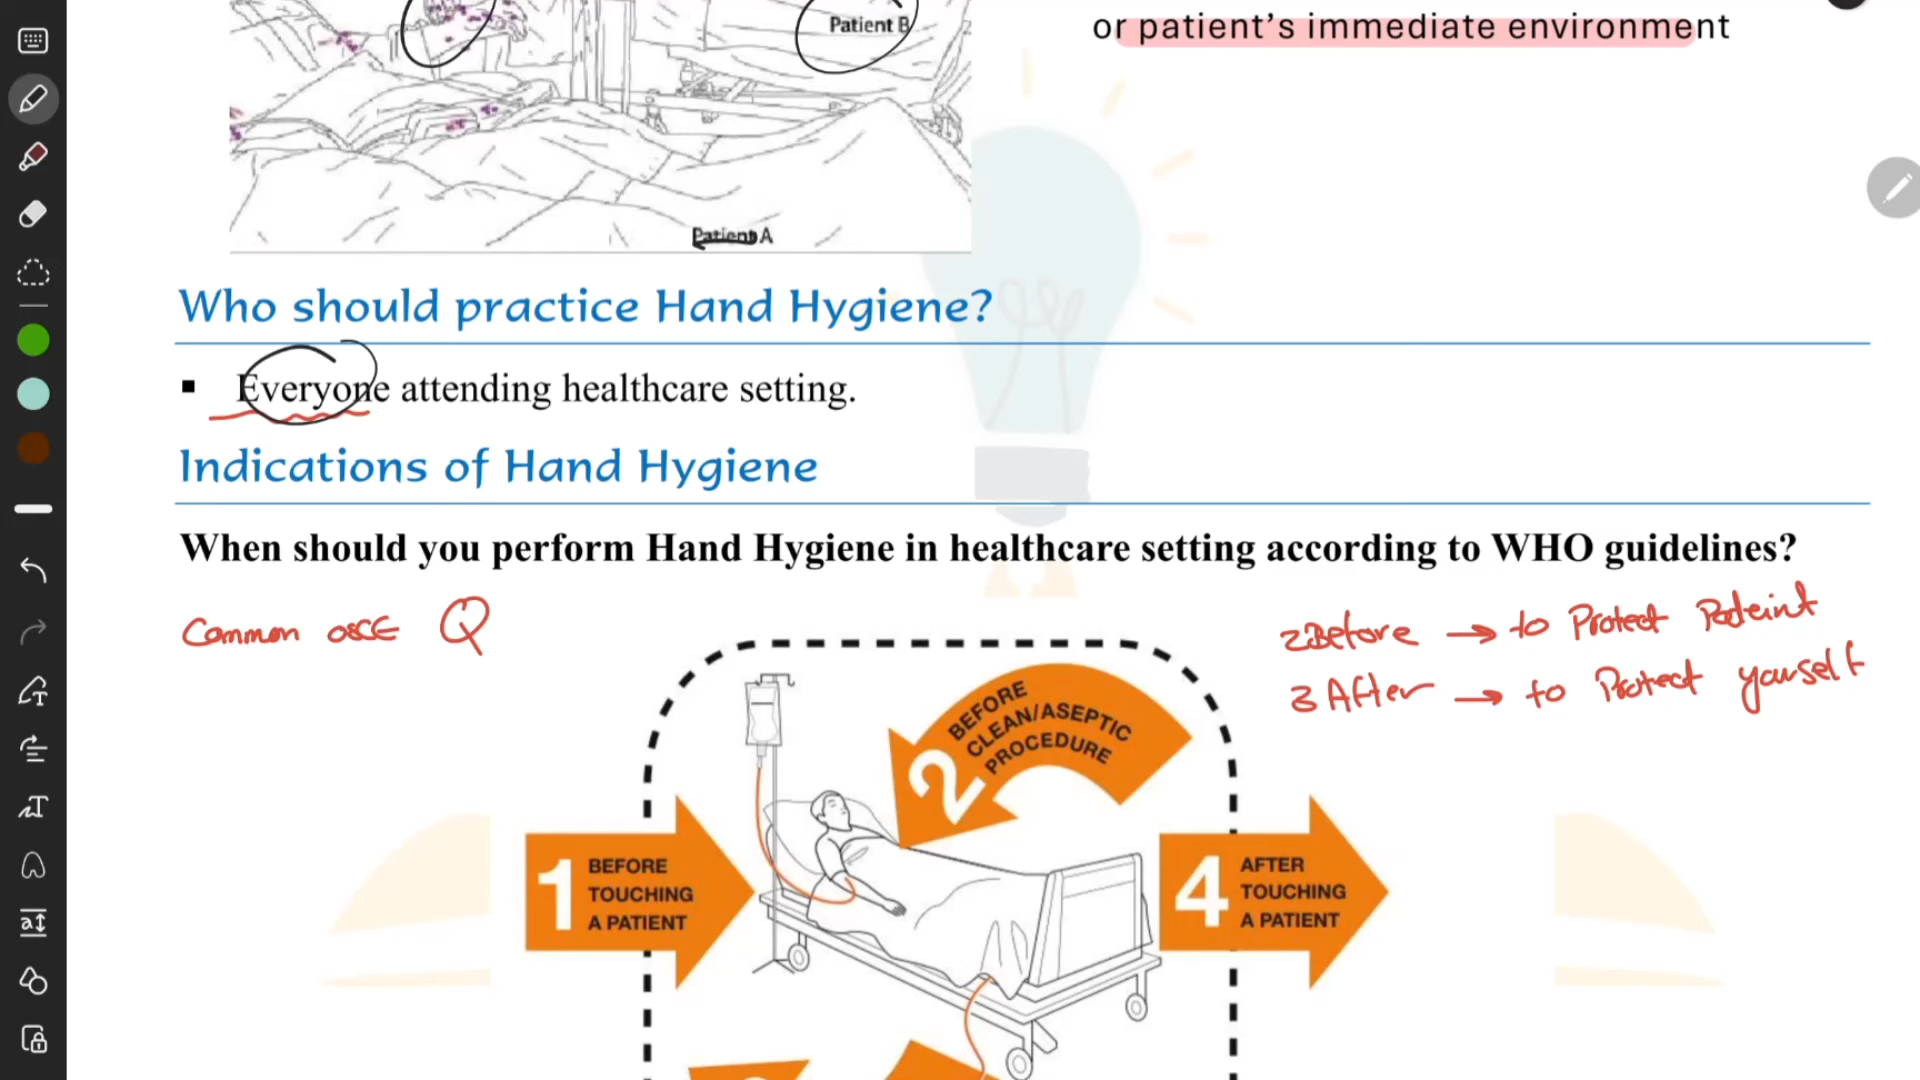 Patient B
or patient's immediate environment
Patient A
Who should practice Hand Hygiene?
▪ Everyone attending healthcare setting.
Indications of Hand Hygiene
When should you perform Hand Hygiene in healthcare setting according to WHO guidelines?
Common OSCE Q
2 Before → to Protect
3 After → to Protect yourself
2 BEFORE
CLEAN/ASEPTIC
PROCEDURE
1 BEFORE
TOUCHING
A PATIENT
4 AFTER
TOUCHING
A PATIENT